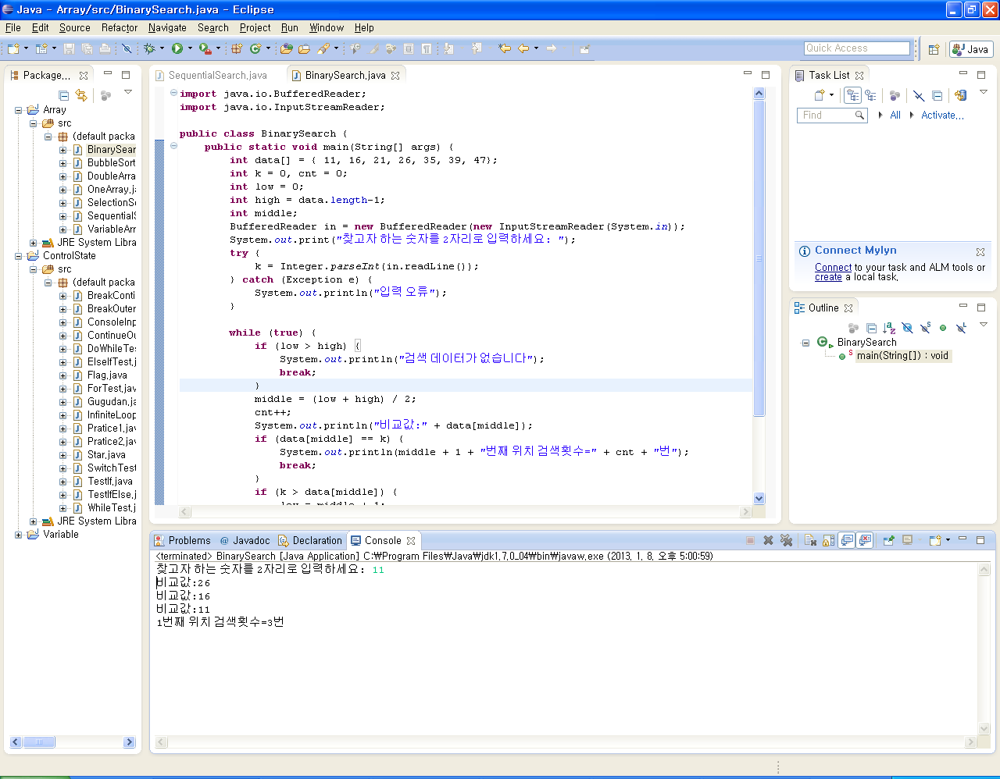 Java - Array/src/BinarySearch.java - Eclipse
File Edit Source Refactor Navigate Search Project Run Window Help
Quick Access
Java
Package...
Array
src
(default packa
BinarySear
BubbleSort
DoubleArra
OneArray.ja
SelectionSo
SequentialS
VariableArr
JRE System Libra
ControlState
src
(default packa
BreakConti
BreakOuter
ConsoleInp
ContinueOu
DoWhileTes
ElseIfTest.j
Flag.java
ForTest.jav
Gugudan.ja
InfiniteLoop
Pratice1.jav
Pratice2.jav
Star.java
SwitchTest
TestIf.java
TestIfElse.j
WhileTest.j
JRE System Libra
Variable
SequentialSearch.java
BinarySearch.java
import java.io.BufferedReader;
import java.io.InputStreamReader;
public class BinarySearch {
public static void main(String[] args) {
int data[] = { 11, 16, 21, 26, 35, 39, 47};
int k = 0, cnt = 0;
int low = 0;
int high = data.length-1;
int middle;
BufferedReader in = new BufferedReader(new InputStreamReader(System.in));
System.out.print("찾고자 하는 숫자를 2자리로 입력하세요: ");
try {
k = Integer.parseInt(in.readLine());
} catch (Exception e) {
System.out.println("입력 오류");
}
while (true) {
if (low > high) {
System.out.println("검색 데이터가 없습니다");
break;
}
middle = (low + high) / 2;
cnt++;
System.out.println("비교값:" + data[middle]);
if (data[middle] == k) {
System.out.println(middle + 1 + "번째 위치 검색횟수=" + cnt + "번");
break;
}
if (k > data[middle]) {
low = middle + 1;
Task List
Find
All
Activate...
Connect Mylyn
Connect to your task and ALM tools or
create a local task.
Outline
BinarySearch
main(String[]) : void
Problems @ Javadoc Declaration Console
<terminated> BinarySearch [Java Application] C:₩Program Files₩Java₩jdk1.7.0_04₩bin₩javaw.exe (2013. 1. 8. 오후 5:00:59)
찾고자 하는 숫자를 2자리로 입력하세요: 11
비교값:26
비교값:16
비교값:11
1번째 위치 검색횟수=3번